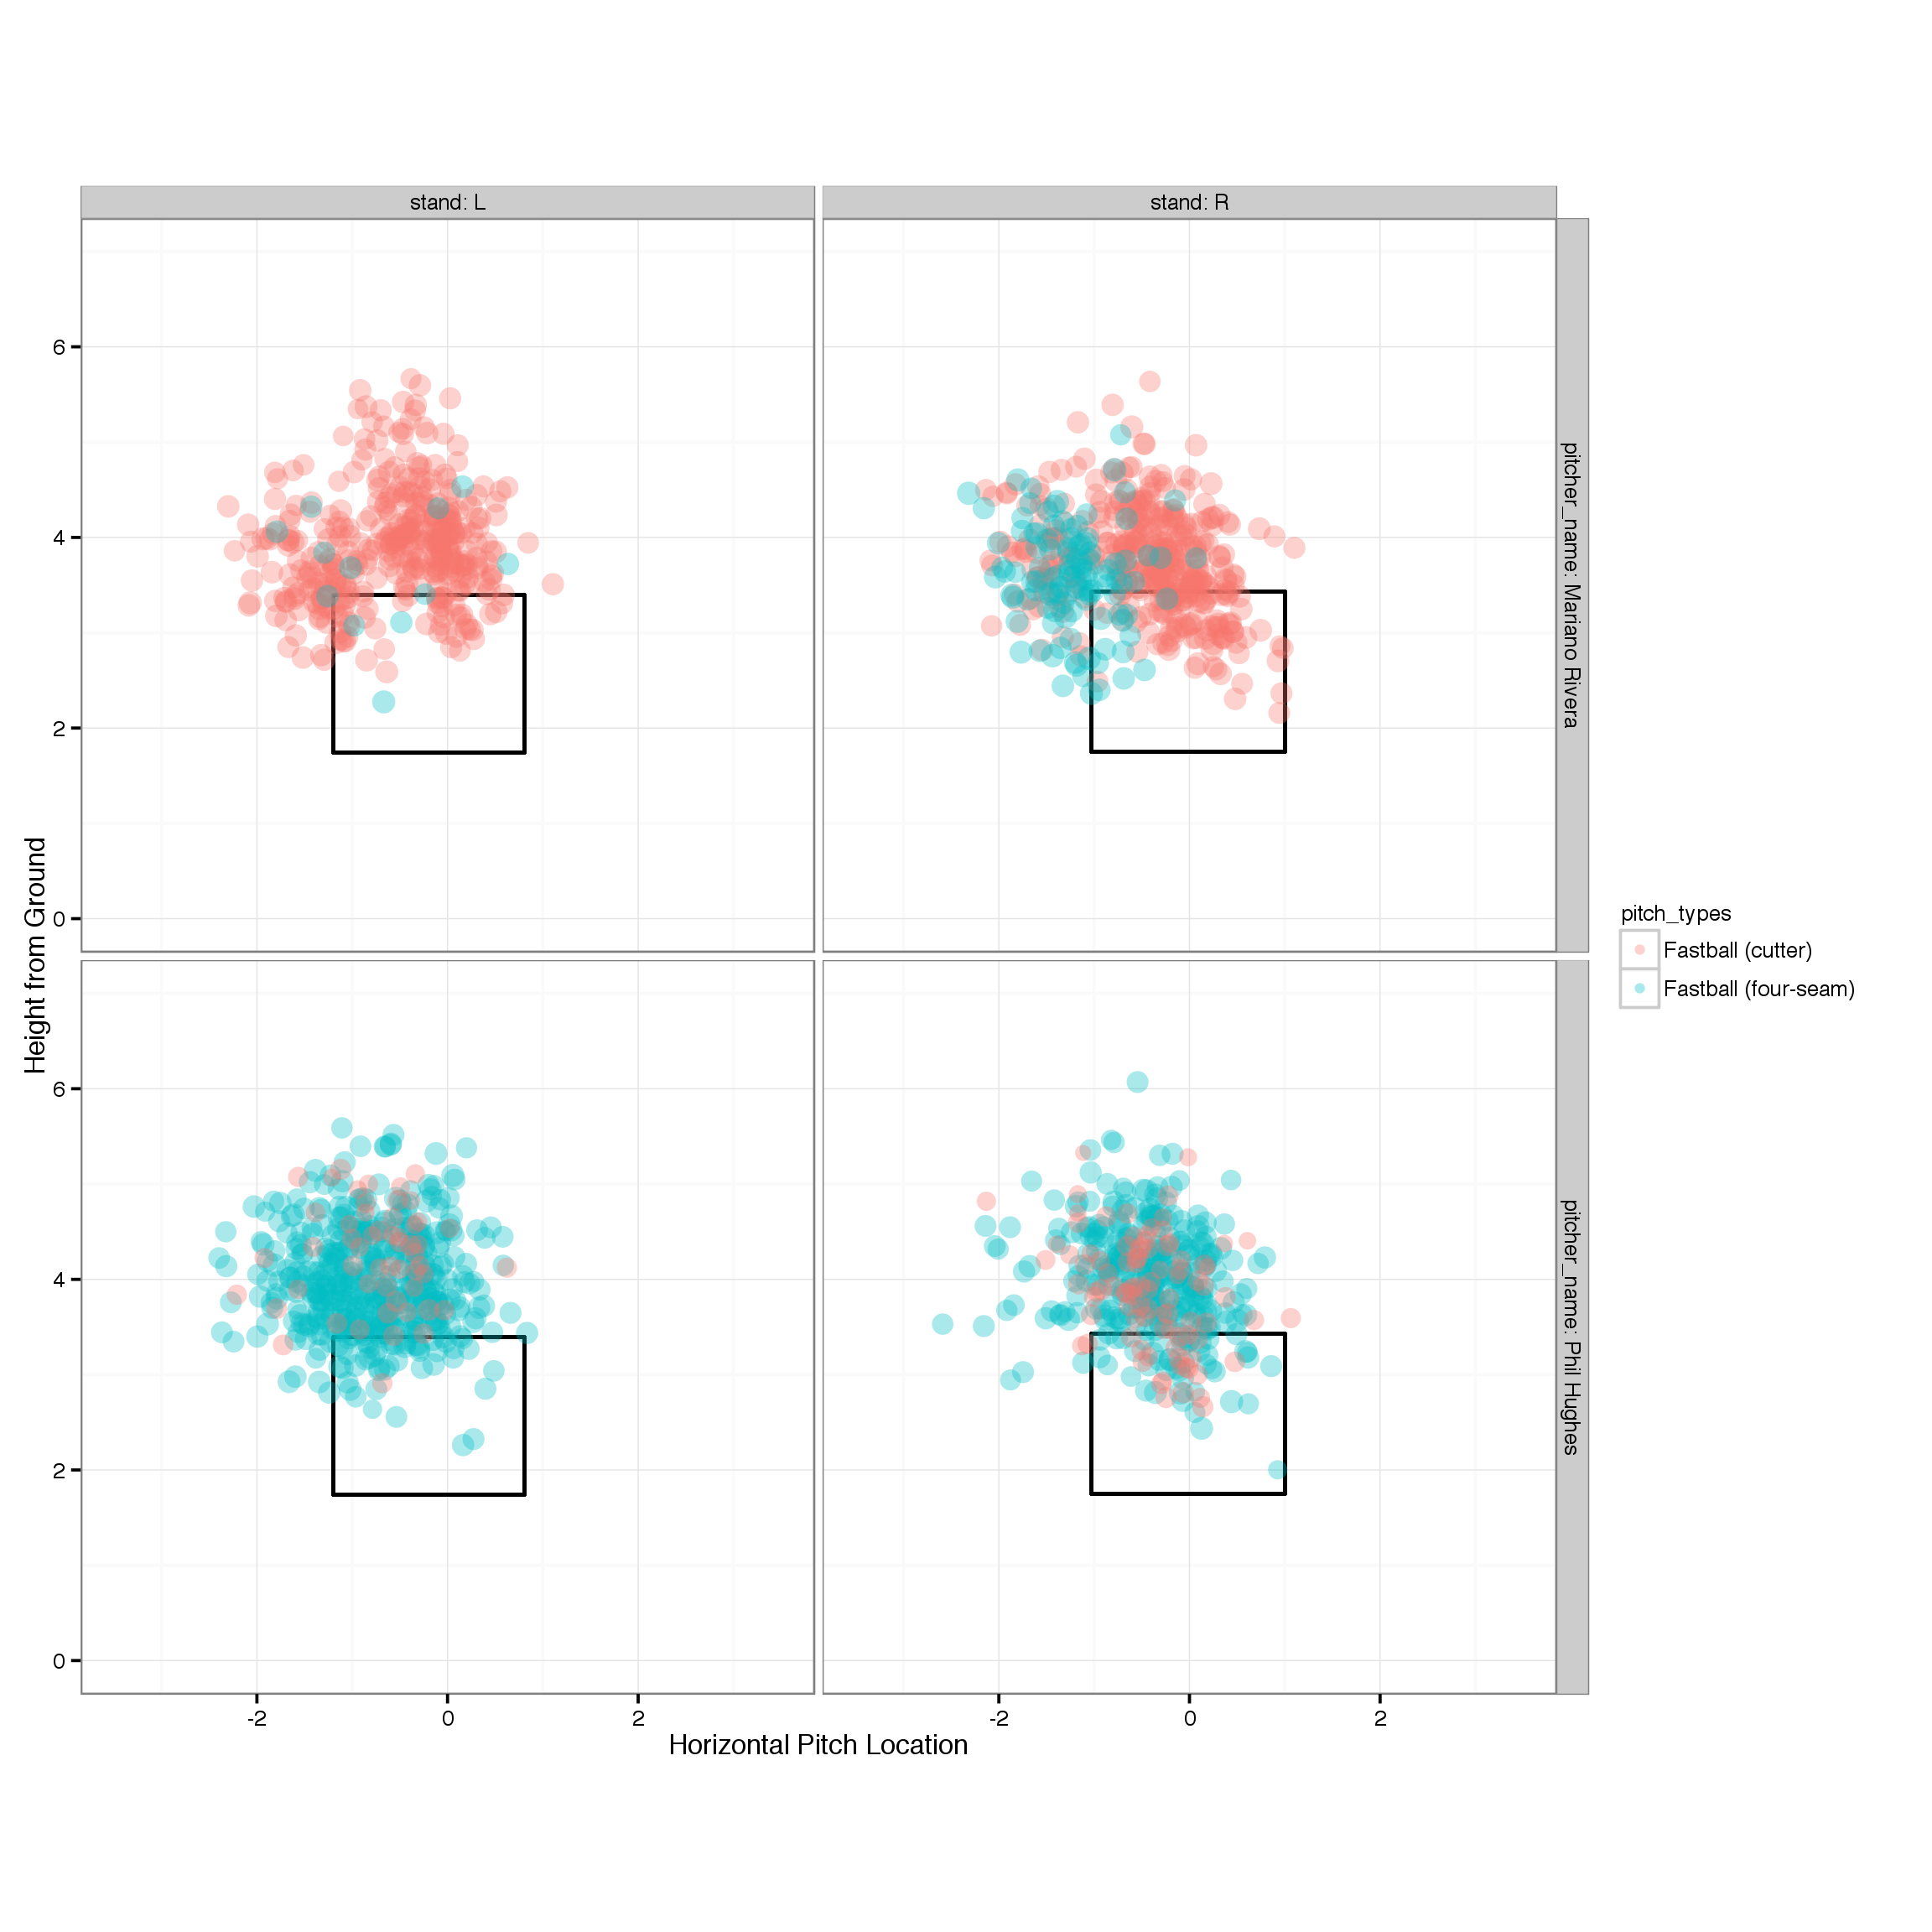 stand: L
stand: R
6
4
2
0
pitcher_name: Mariano Rivera
Height from Ground
6
4
2
0
pitcher_name: Phil Hughes
-2
0
2
-2
0
2
Horizontal Pitch Location
pitch_types
Fastball (cutter)
Fastball (four-seam)